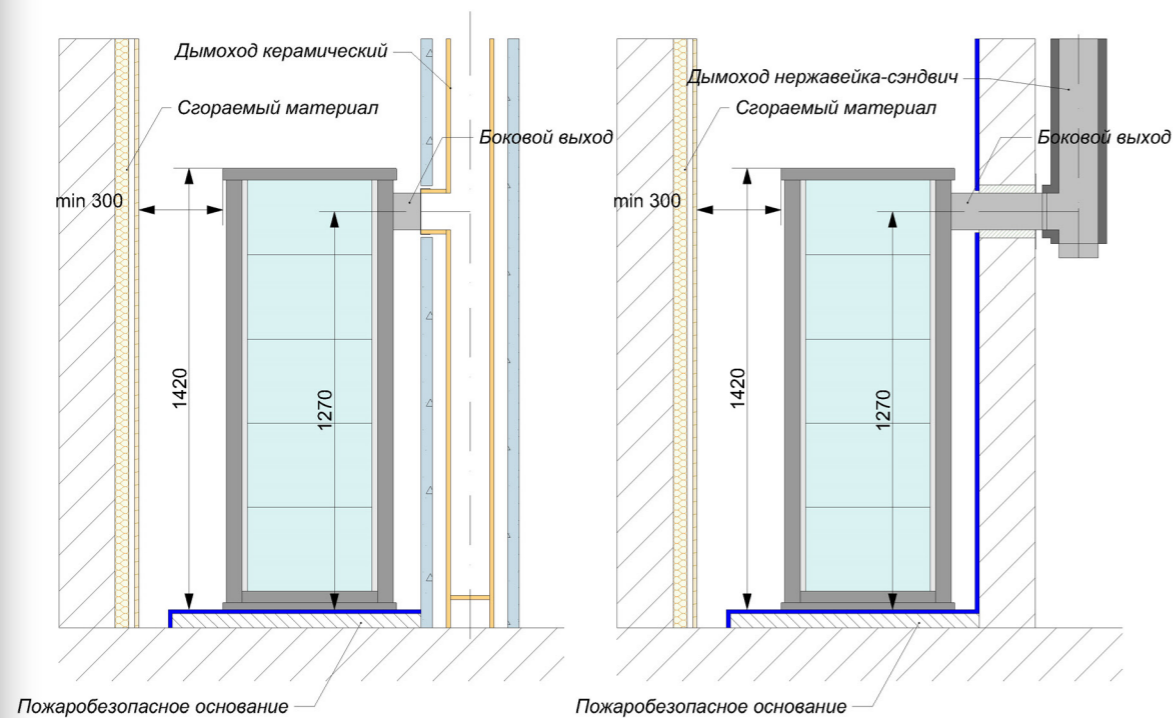 Дымоход керамический
Сгораемый материал
Боковой выход
min 300
1420
1270
Пожаробезопасное основание
Дымоход нержавейка-сэндвич
Сгораемый материал
Боковой выход
min 300
1420
1270
Пожаробезопасное основание